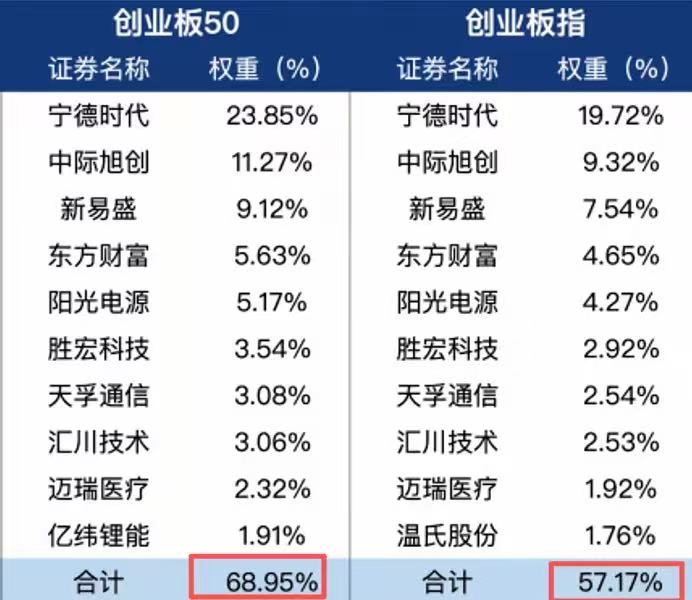 创业板50 创业板指
证券名称 权重（%） 证券名称 权重（%）
宁德时代 23.85% 宁德时代 19.72%
中际旭创 11.27% 中际旭创 9.32%
新易盛 9.12% 新易盛 7.54%
东方财富 5.63% 东方财富 4.65%
阳光电源 5.17% 阳光电源 4.27%
胜宏科技 3.54% 胜宏科技 2.92%
天孚通信 3.08% 天孚通信 2.54%
汇川技术 3.06% 汇川技术 2.53%
迈瑞医疗 2.32% 迈瑞医疗 1.92%
亿纬锂能 1.91% 温氏股份 1.76%
合计 68.95% 合计 57.17%